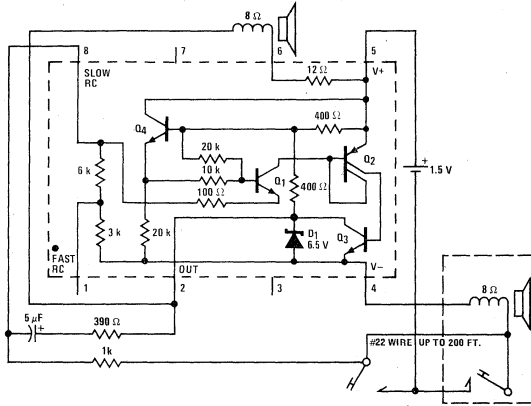 8 Ω
8
7
6
5
SLOW
RC
12 Ω
V+
Q4
400 Ω
Q2
20 k
6 k
10 k
Q1
100 Ω
400 Ω
+
1.5 V
3 k
20 k
D1
6.5 V
Q3
FAST
RC
OUT
V−
1
2
3
4
8 Ω
5 μF
+
390 Ω
#22 WIRE UP TO 200 FT.
1k